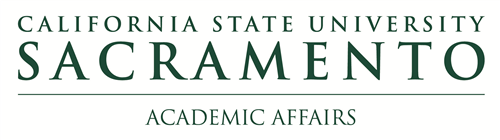 CALIFORNIA STATE UNIVERSITY
SACRAMENTO
ACADEMIC AFFAIRS